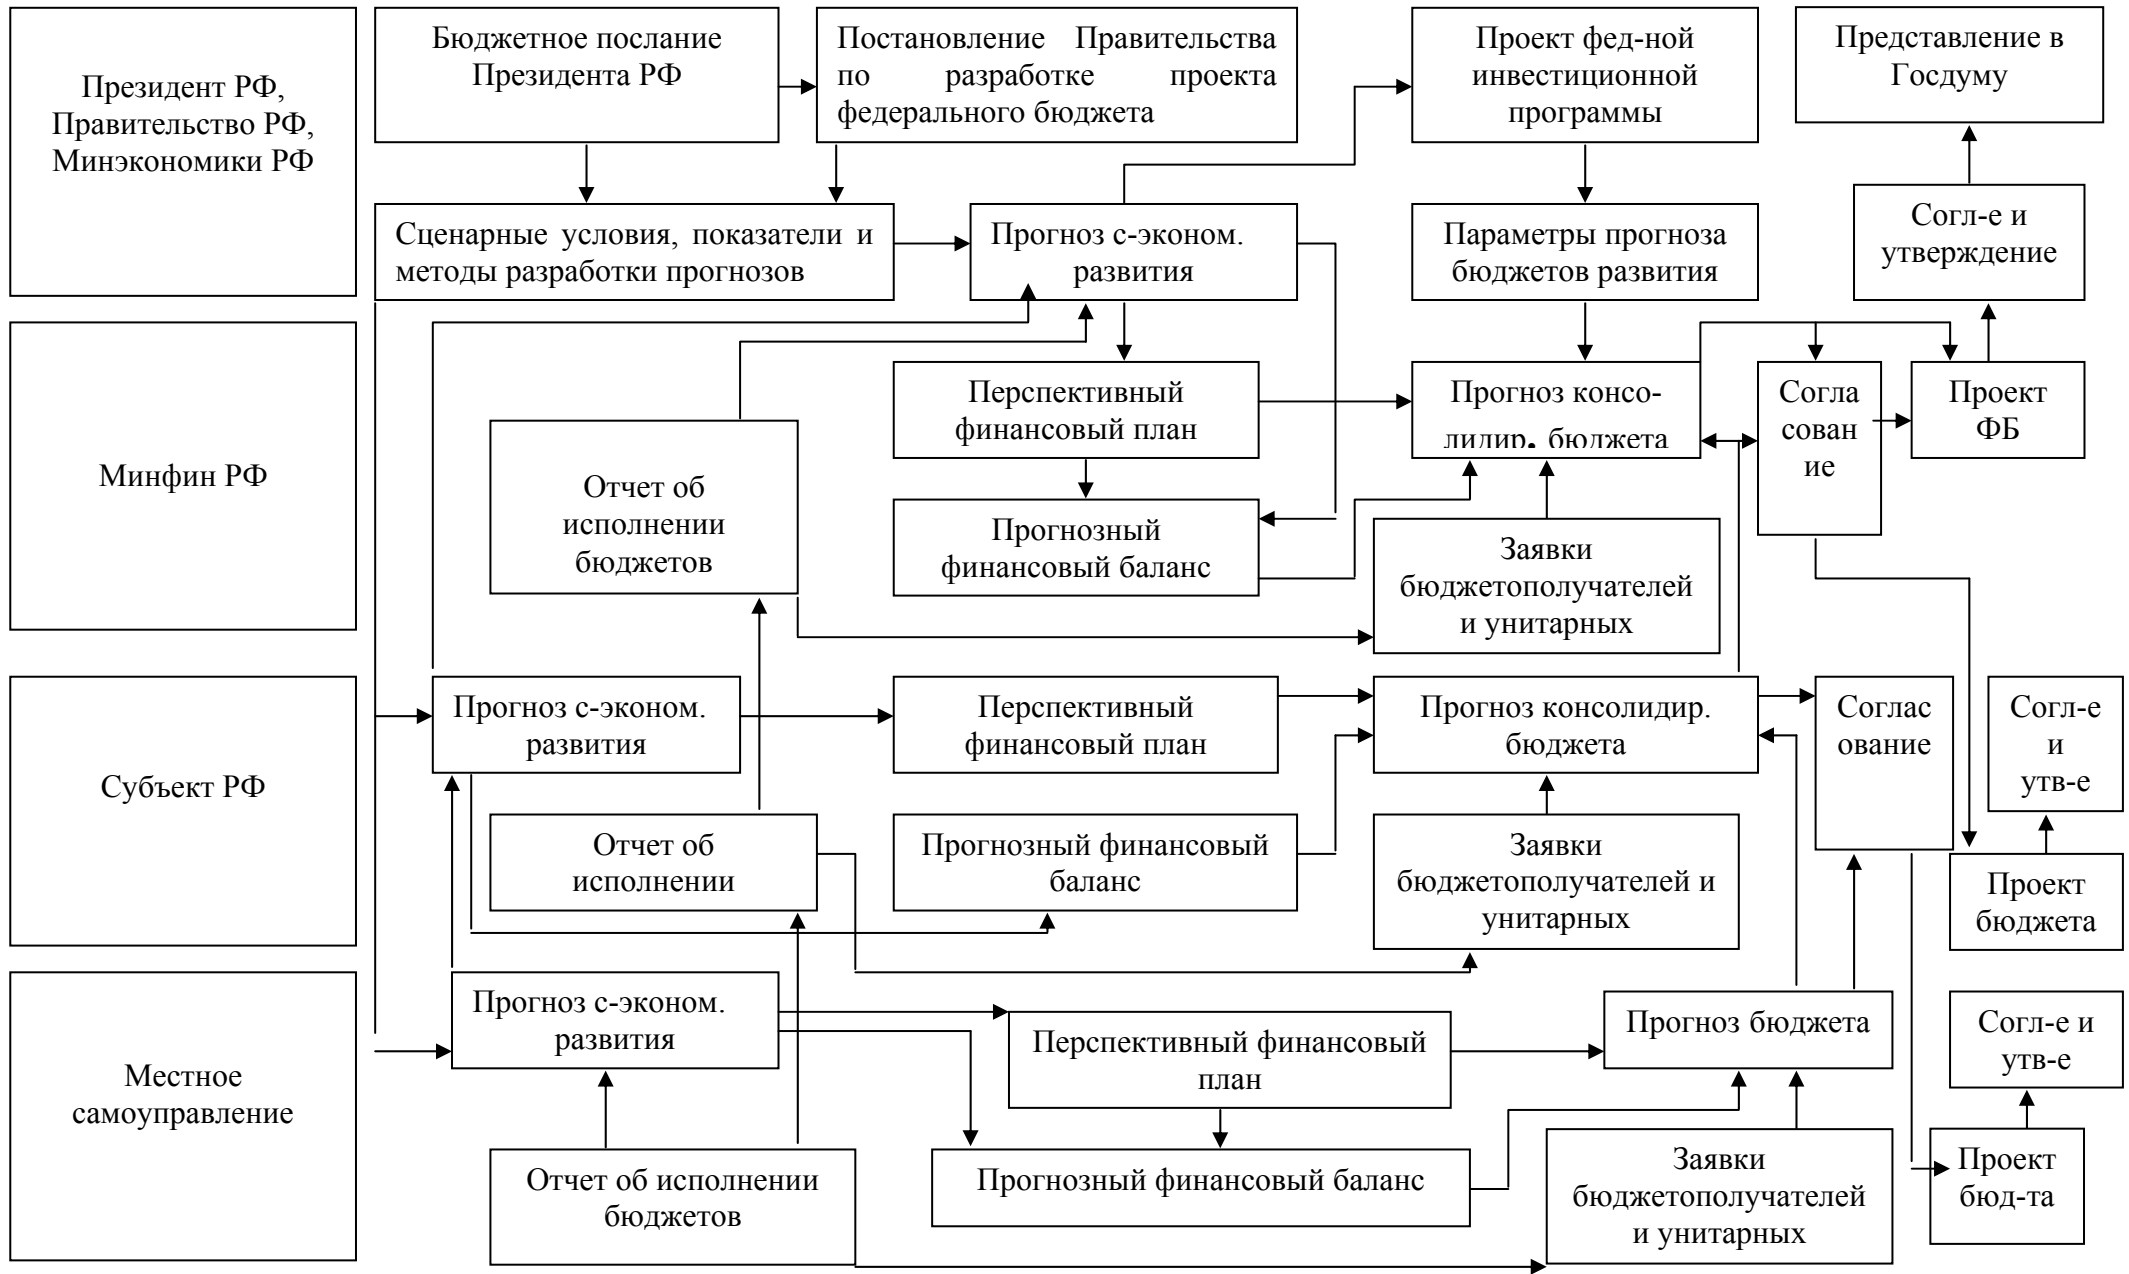 Президент РФ,
Правительство РФ,
Минэкономики РФ
Бюджетное послание
Президента РФ
Постановление Правительства
по разработке проекта
федерального бюджета
Проект фед-ной
инвестиционной
программы
Представление в
Госдуму
Сценарные условия, показатели и
методы разработки прогнозов
Прогноз с-эконом.
развития
Параметры прогноза
бюджетов развития
Согл-е и
утверждение
Минфин РФ
Отчет об
исполнении
бюджетов
Перспективный
финансовый план
Прогнозный
финансовый баланс
Прогноз консо-
лидир. бюджета
Заявки
бюджетополучателей
и унитарных
Согла
сован
ие
Проект
ФБ
Субъект РФ
Прогноз с-эконом.
развития
Перспективный
финансовый план
Прогноз консолидир.
бюджета
Соглас
ование
Согл-е
и
утв-е
Отчет об
исполнении
Прогнозный финансовый
баланс
Заявки
бюджетополучателей и
унитарных
Проект
бюджета
Местное
самоуправление
Прогноз с-эконом.
развития
Перспективный финансовый
план
Прогноз бюджета
Согл-е и
утв-е
Отчет об исполнении
бюджетов
Прогнозный финансовый баланс
Заявки
бюджетополучателей
и унитарных
Проект
бюд-та